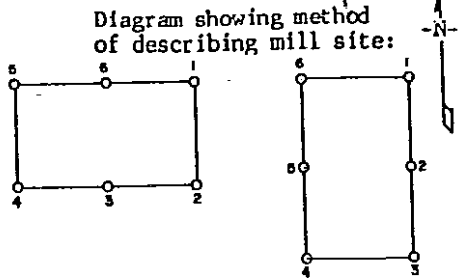 Diagram showing method
of describing mill site:
N
5 6 1
4 3 2
6 1
5 2
4 3